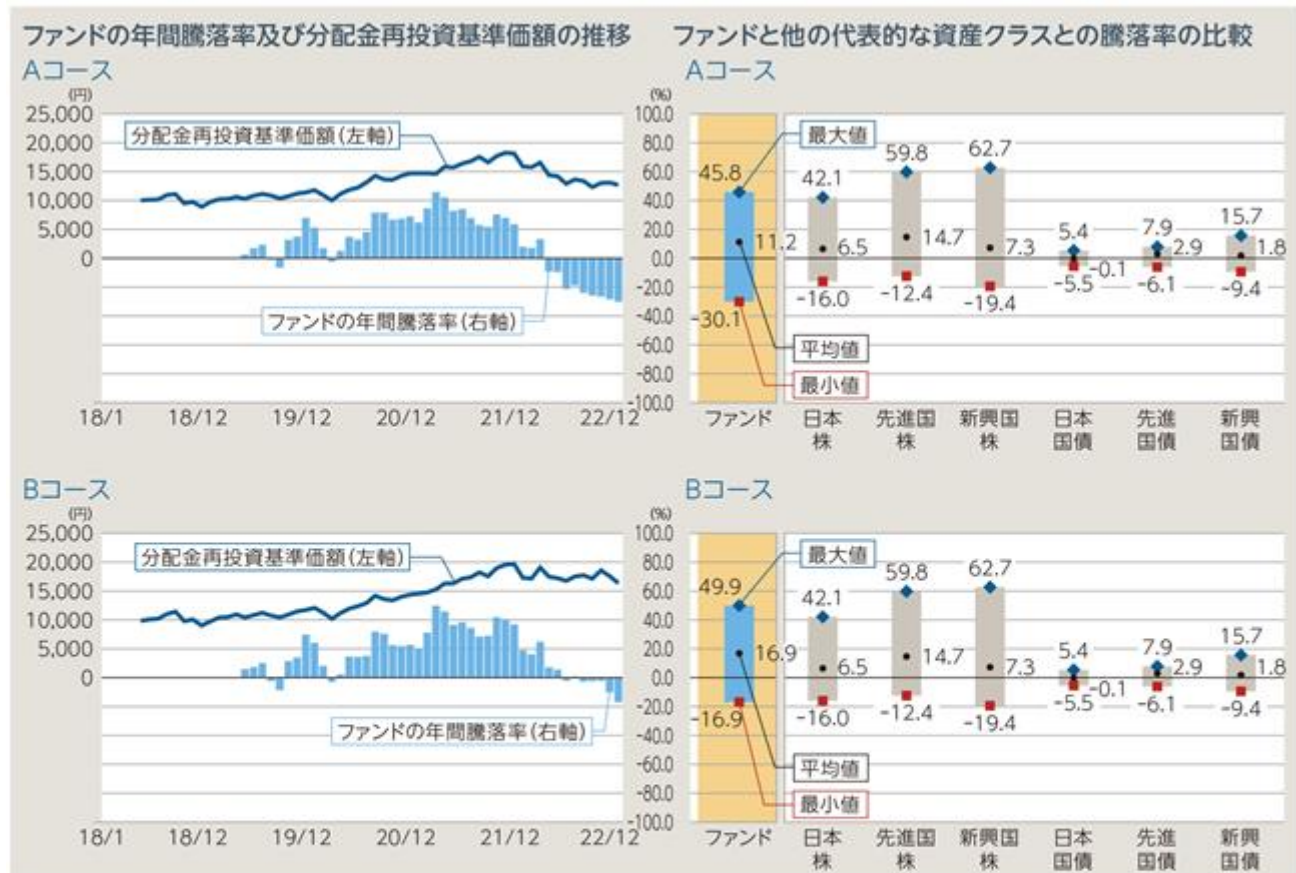 ファンドの年間騰落率及び分配金再投資基準価額の推移
Aコース
(円)
25,000
20,000
15,000
10,000
5,000
0
分配金再投資基準価額(左軸)
ファンドの年間騰落率(右軸)
(%)
100.0
80.0
60.0
40.0
20.0
0.0
-20.0
-40.0
-60.0
-80.0
-100.0
18/1 18/12 19/12 20/12 21/12 22/12
ファンドと他の代表的な資産クラスとの騰落率の比較
Aコース
最大値
平均値
最小値
45.8 42.1 59.8 62.7 5.4 7.9 15.7
11.2 6.5 14.7 7.3 -0.1 2.9 1.8
-30.1 -16.0 -12.4 -19.4 -5.5 -6.1 -9.4
ファンド 日本 先進国 新興国 日本 先進 新興
株 株 株 国債 国債 国債
Bコース
(円)
25,000
20,000
15,000
10,000
5,000
0
分配金再投資基準価額(左軸)
ファンドの年間騰落率(右軸)
(%)
100.0
80.0
60.0
40.0
20.0
0.0
-20.0
-40.0
-60.0
-80.0
-100.0
18/1 18/12 19/12 20/12 21/12 22/12
Bコース
最大値
平均値
最小値
49.9 42.1 59.8 62.7 5.4 7.9 15.7
16.9 6.5 14.7 7.3 -0.1 2.9 1.8
-16.9 -16.0 -12.4 -19.4 -5.5 -6.1 -9.4
ファンド 日本 先進国 新興国 日本 先進 新興
株 株 株 国債 国債 国債